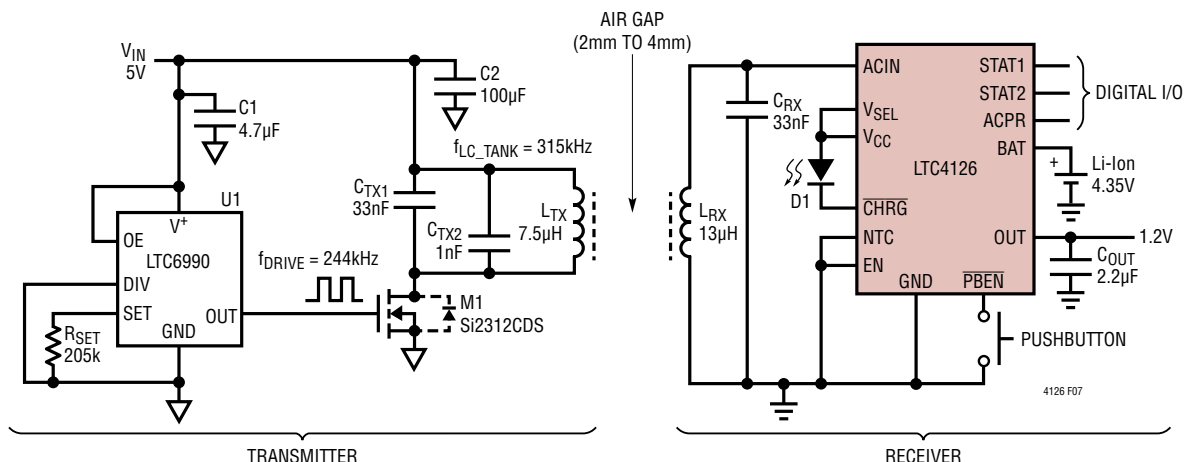 AIR GAP
(2mm TO 4mm)
VIN
5V
C1
4.7µF
C2
100µF
fLC_TANK = 315kHz
CTX1
33nF
CTX2
1nF
LTX
7.5µH
U1
V+
OE
LTC6990
DIV
SET
GND
OUT
RSET
205k
fDRIVE = 244kHz
M1
Si2312CDS
TRANSMITTER
LRX
13µH
CRX
33nF
D1
ACIN
VSEL
VCC
CHRG
NTC
EN
GND
PBEN
LTC4126
STAT1
STAT2
ACPR
BAT
OUT
DIGITAL I/O
+
Li-Ion
4.35V
1.2V
COUT
2.2µF
PUSHBUTTON
4126 F07
RECEIVER